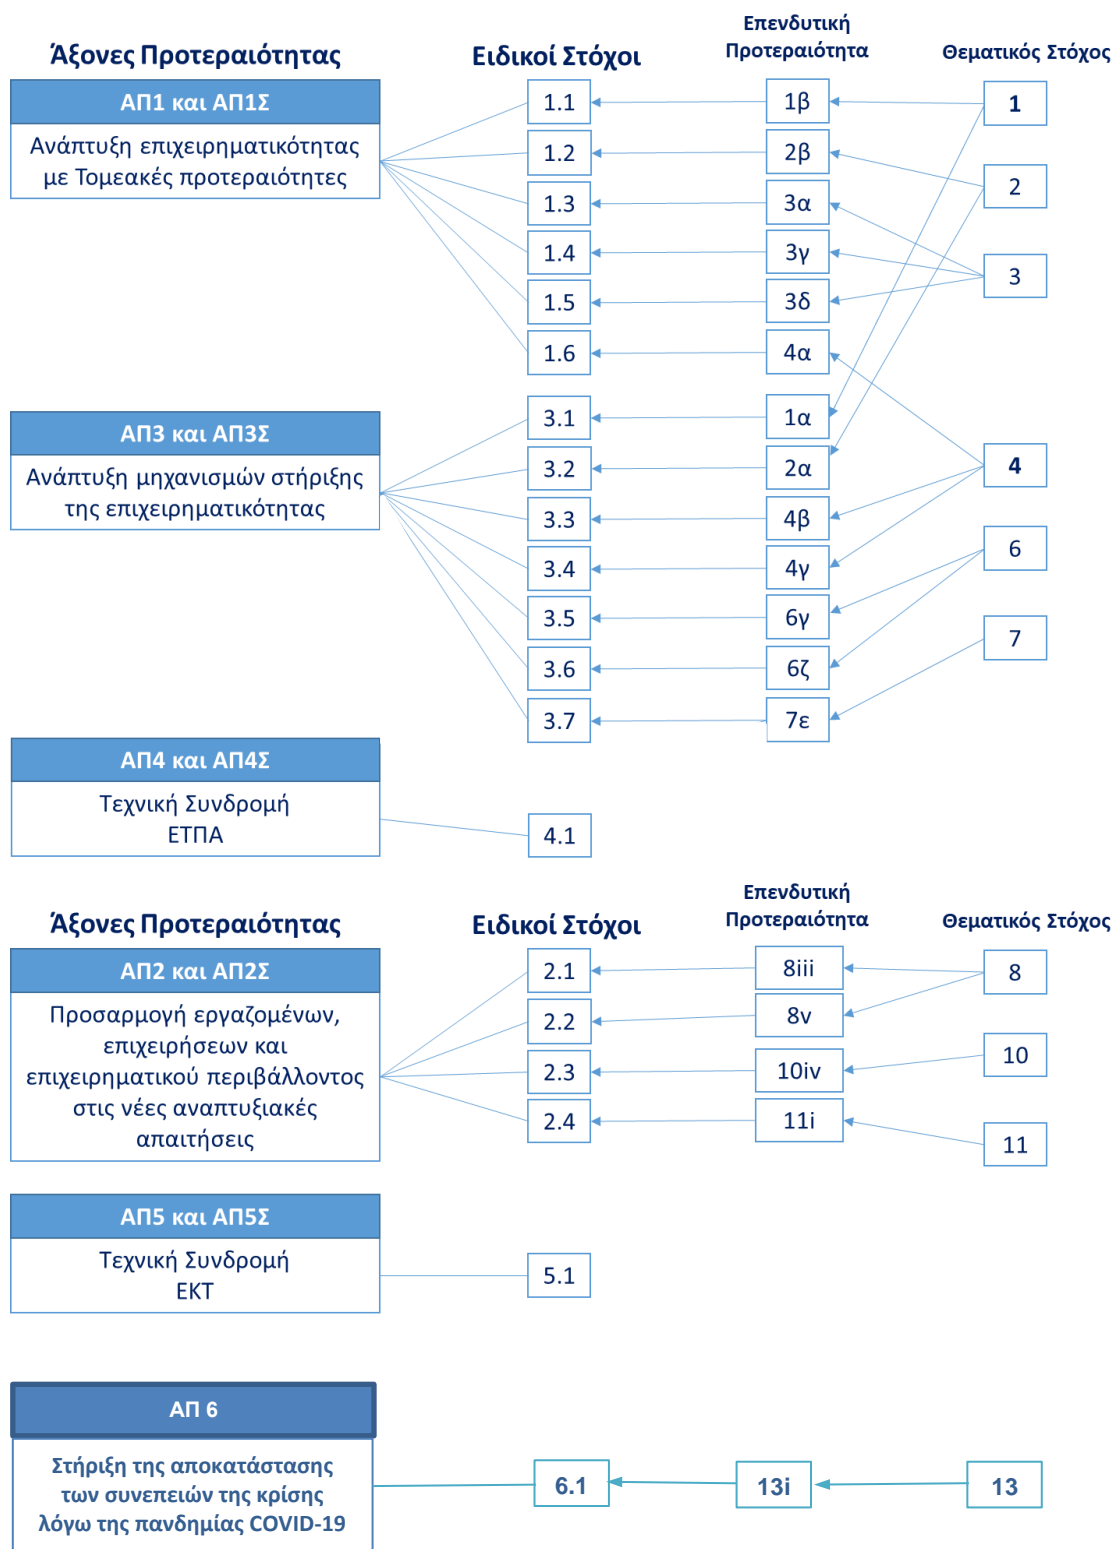 Άξονες Προτεραιότητας
Ειδικοί Στόχοι
Επενδυτική
Προτεραιότητα
Θεματικός Στόχος
ΑΠ1 και ΑΠ1Σ
Ανάπτυξη επιχειρηματικότητας
με Τομεακές προτεραιότητες
1.1
1β
1
1.2
2β
2
1.3
3α
1.4
3γ
3
1.5
3δ
1.6
4α
ΑΠ3 και ΑΠ3Σ
Ανάπτυξη μηχανισμών στήριξης
της επιχειρηματικότητας
3.1
1α
3.2
2α
4
3.3
4β
3.4
4γ
6
3.5
6γ
7
3.6
6ζ
3.7
7ε
ΑΠ4 και ΑΠ4Σ
Τεχνική Συνδρομή
ΕΤΠΑ
4.1
Άξονες Προτεραιότητας
Ειδικοί Στόχοι
Επενδυτική
Προτεραιότητα
Θεματικός Στόχος
ΑΠ2 και ΑΠ2Σ
Προσαρμογή εργαζομένων,
επιχειρήσεων και
επιχειρηματικού περιβάλλοντος
στις νέες αναπτυξιακές
απαιτήσεις
2.1
8iii
8
2.2
8v
2.3
10iv
10
2.4
11i
11
ΑΠ5 και ΑΠ5Σ
Τεχνική Συνδρομή
ΕΚΤ
5.1
ΑΠ 6
Στήριξη της αποκατάστασης
των συνεπειών της κρίσης
λόγω της πανδημίας COVID-19
6.1
13i
13